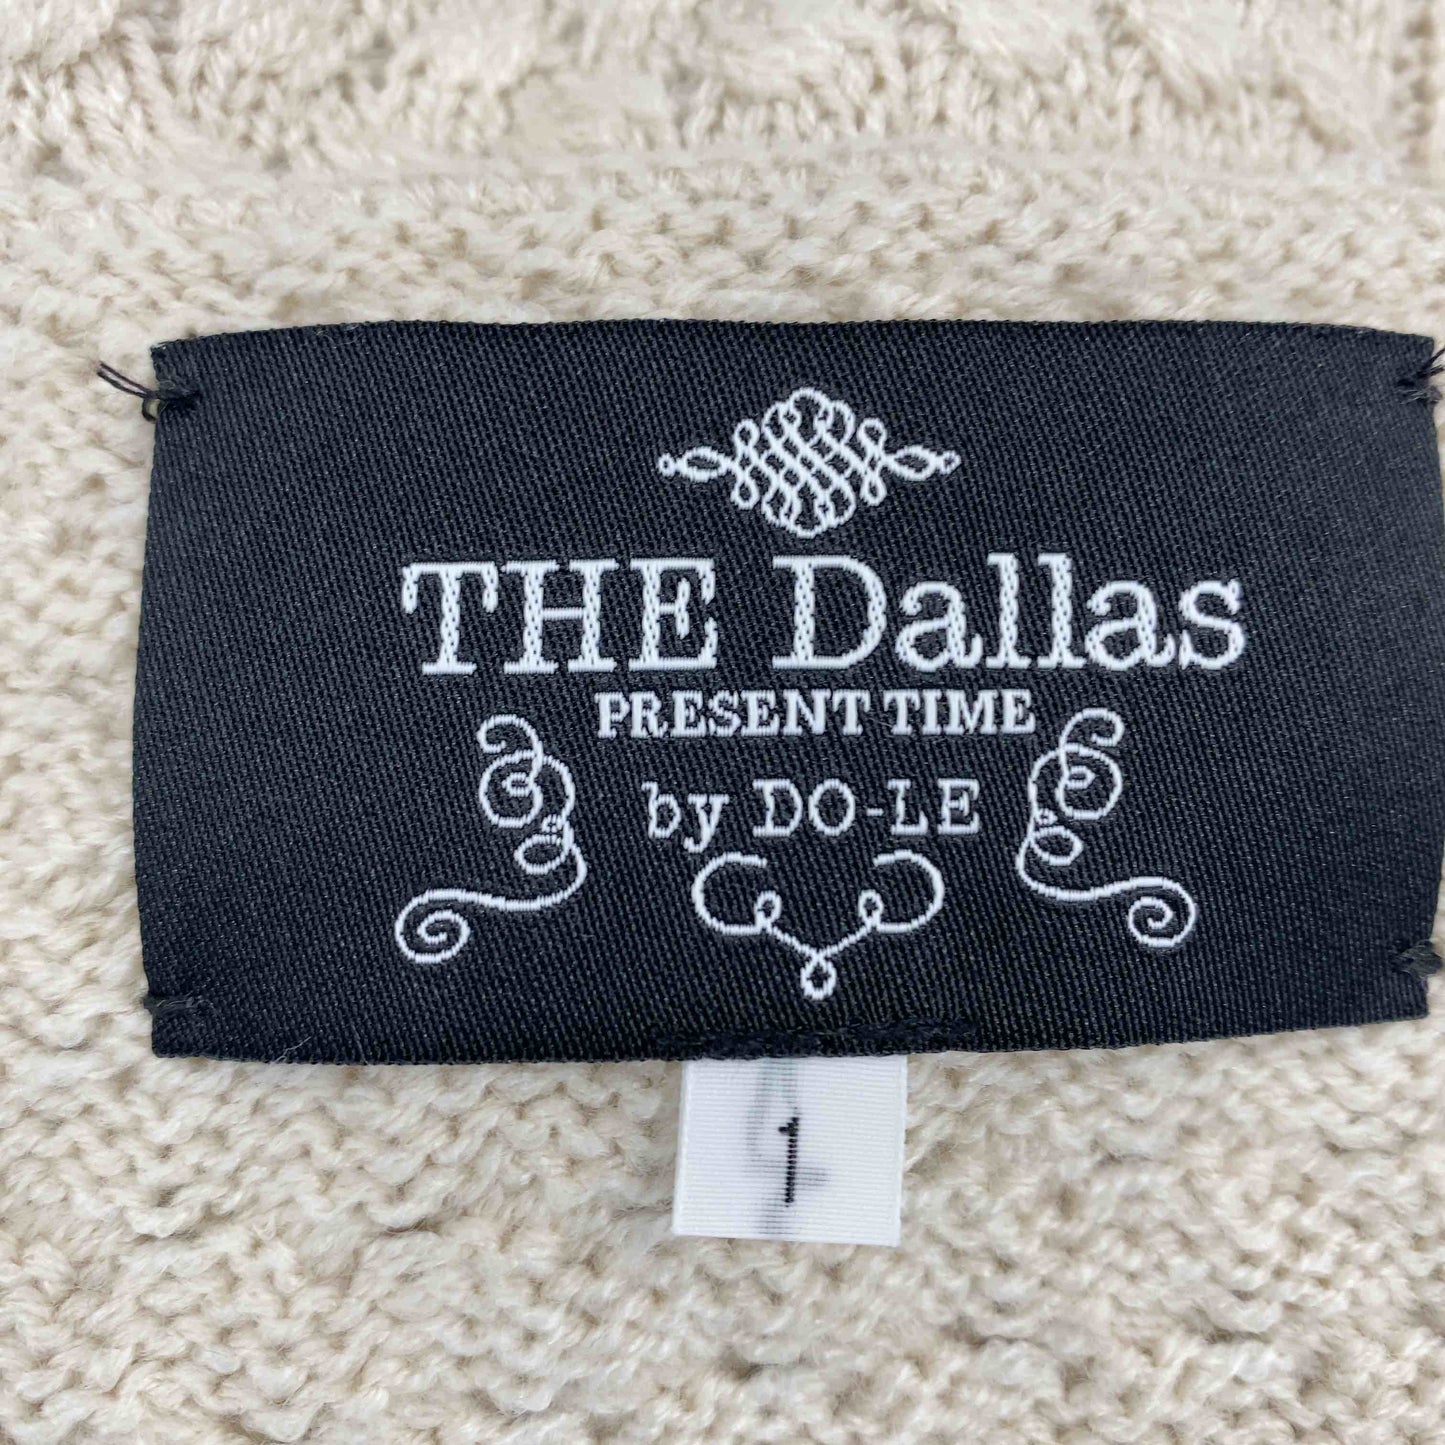 THE Dallas
PRESENT TIME
by DO-LE
1